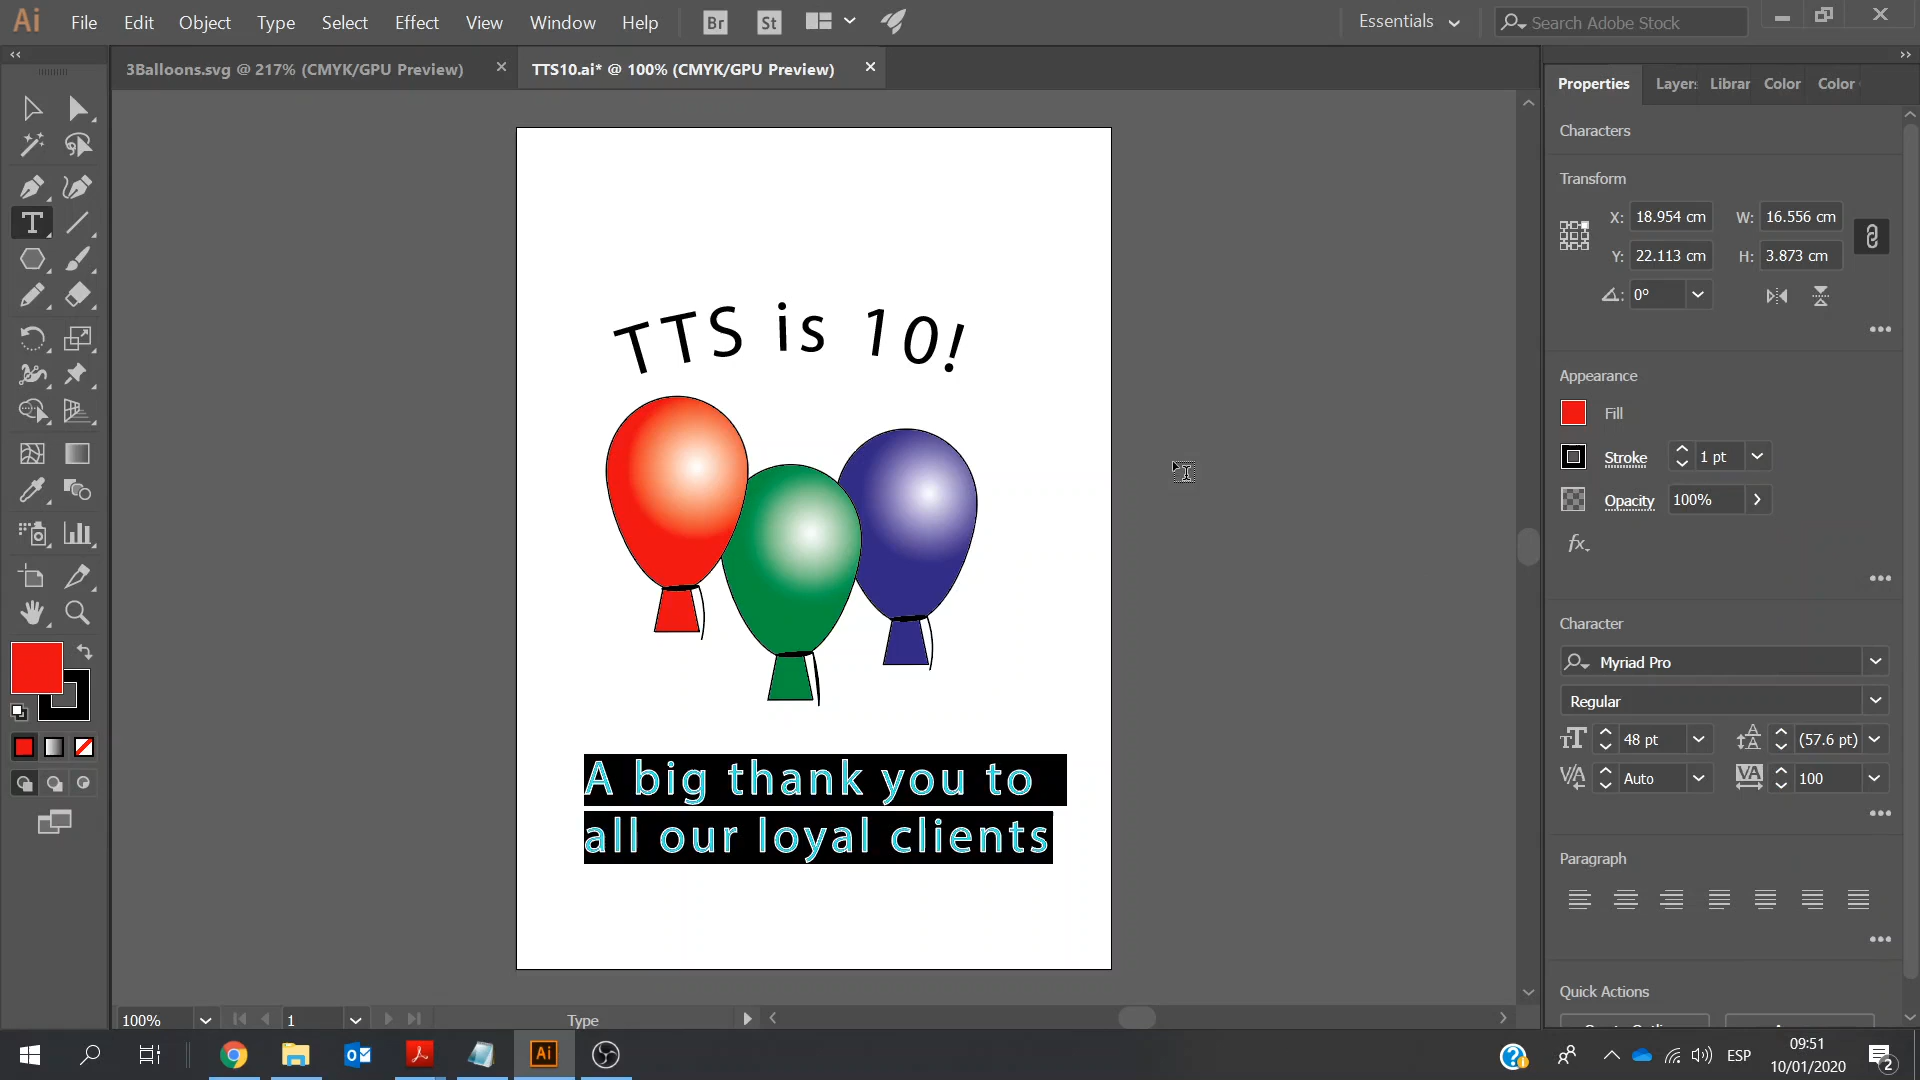 Ai File Edit Object Type Select Effect View Window Help Br St Essentials Search Adobe Stock
3Balloons.svg @ 217% (CMYK/GPU Preview) × TTS10.ai* @ 100% (CMYK/GPU Preview) ×
Properties Layers Librar Color Color
Characters
Transform
X: 18.954 cm W: 16.556 cm
Y: 22.113 cm H: 3.873 cm
0°
Appearance
Fill
Stroke 1 pt
Opacity 100%
fx.
Character
Myriad Pro
Regular
48 pt (57.6 pt)
Auto 100
Paragraph
Quick Actions
TTS is 10!
A big thank you to
all our loyal clients
100% 1 Type
Ai ESP 09:51
10/01/2020 2